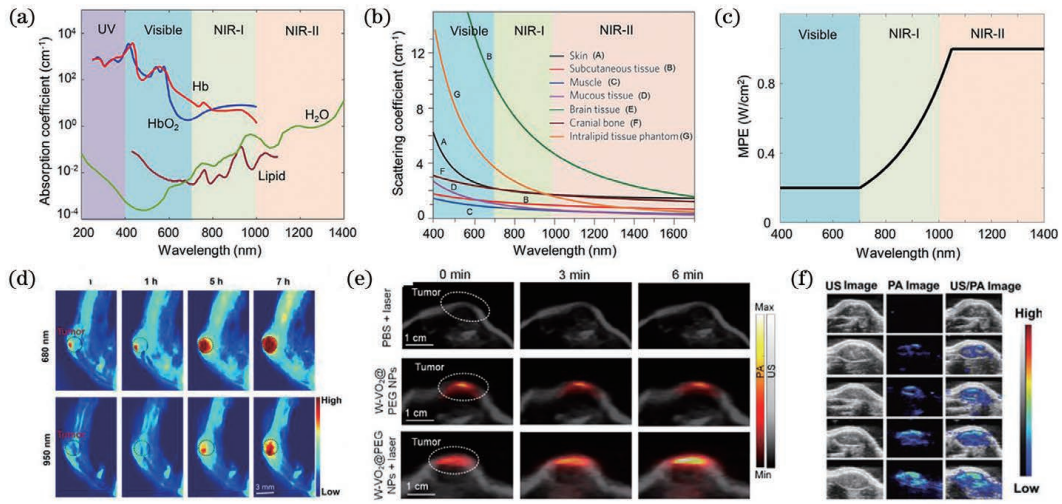 (a)
UV
Visible
NIR-I
NIR-II
10⁴
10²
10⁰
10⁻²
10⁻⁴
Absorption coefficient (cm⁻¹)
Hb
HbO₂
H₂O
Lipid
200 400 600 800 1000 1200 1400
Wavelength (nm)
(b)
Visible
NIR-I
NIR-II
12
8
4
0
Scattering coefficient (cm⁻¹)
B
G
A
F
D
B
C
Skin (A)
Subcutaneous tissue (B)
Muscle (C)
Mucous tissue (D)
Brain tissue (E)
Cranial bone (F)
Intralipid tissue phantom (G)
400 600 800 1000 1200 1400 1600
Wavelength (nm)
(c)
Visible
NIR-I
NIR-II
0.8
0.4
0
MPE (W/cm²)
400 600 800 1000 1200 1400
Wavelength (nm)
(d)
1 h
5 h
7 h
680 nm
Tumor
950 nm
Tumor
3 mm
High
Low
(e)
0 min
3 min
6 min
PBS + laser
Tumor
1 cm
W-VO₂@
PEG NPs
Tumor
1 cm
W-VO₂@PEG
NPs + laser
Tumor
1 cm
Max
PA
US
Min
(f)
US Image
PA Image
US/PA Image
High
Low